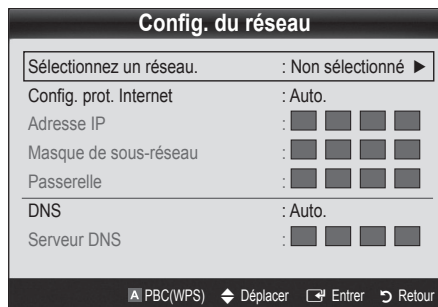 Config. du réseau
Sélectionnez un réseau. : Non sélectionné ►
Config. prot. Internet : Auto.
Adresse IP :
Masque de sous-réseau :
Passerelle :
DNS : Auto.
Serveur DNS :
A PBC(WPS) Déplacer Entrer Retour